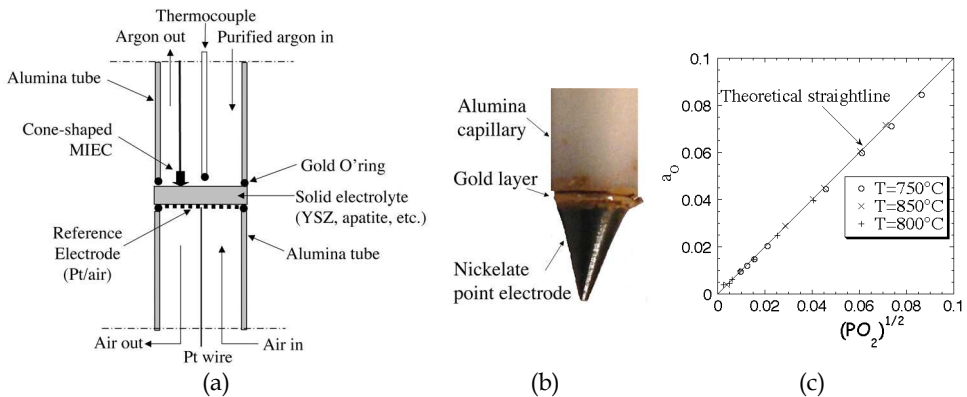 Thermocouple
Argon out
Purified argon in
Alumina tube
Cone-shaped
MIEC
Gold O'ring
Solid electrolyte
(YSZ, apatite, etc.)
Reference
Electrode
(Pt/air)
Alumina tube
Air out
Pt wire
Air in
(a)
Alumina
capillary
Gold layer
Nickelate
point electrode
(b)
0.1
0.08
0.06
0.04
0.02
0
aO
Theoretical straightline
T=750°C
T=850°C
T=800°C
0 0.02 0.04 0.06 0.08 0.1
(PO2)1/2
(c)